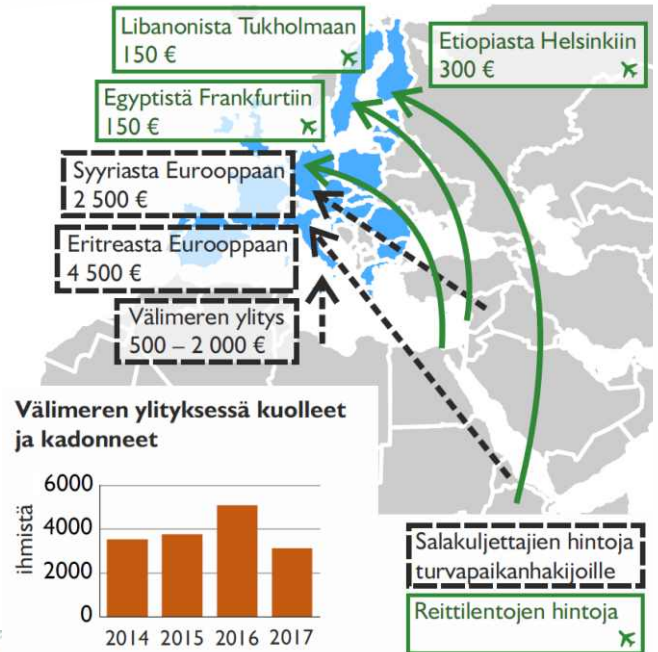 Libanonista Tukholmaan
150 €
Etiopiasta Helsinkiin
300 €
Egyptistä Frankfurtiin
150 €
Syyriasta Eurooppaan
2 500 €
Eritreasta Eurooppaan
4 500 €
Välimeren ylitys
500 – 2 000 €
Välimeren ylityksessä kuolleet
ja kadonneet
ihmistä
6000
4000
2000
0
2014 2015 2016 2017
Salakuljettajien hintoja
turvapaikanhakijoille
Reittilentojen hintoja